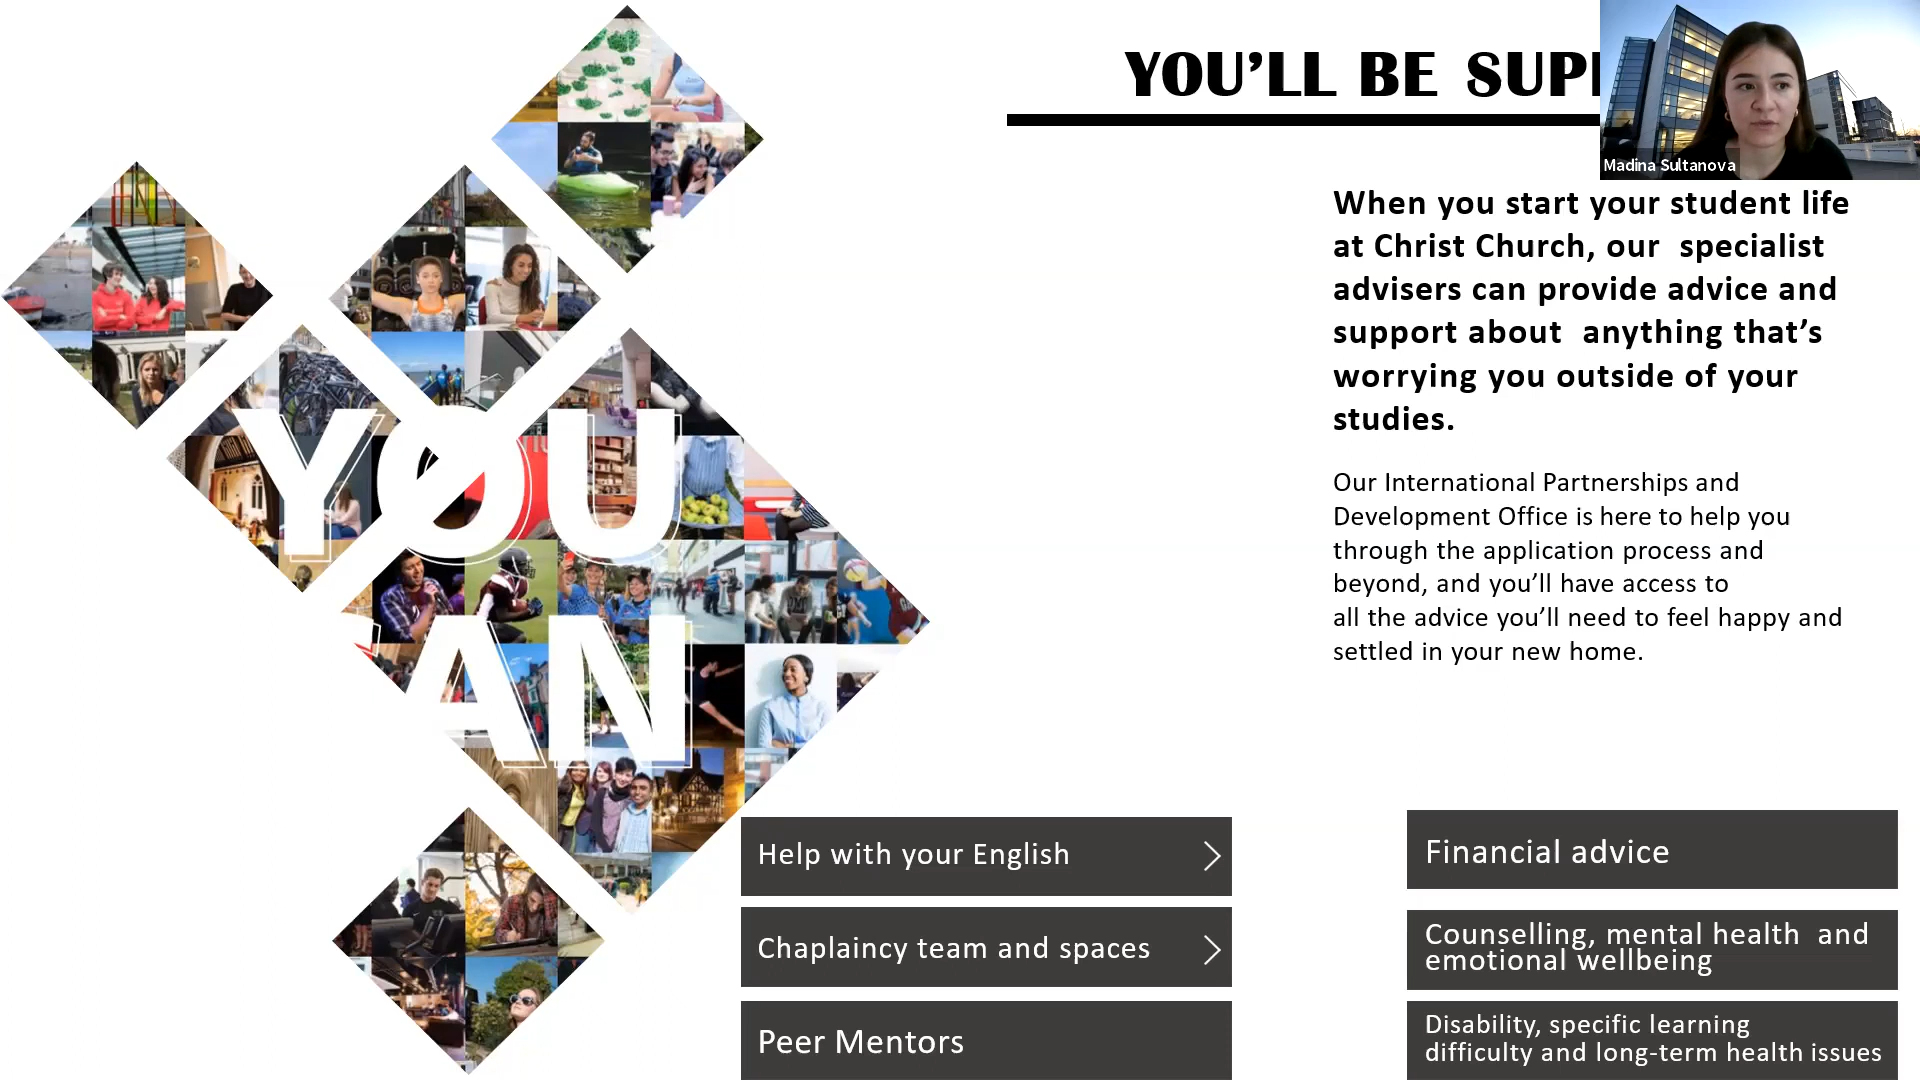 YOU'LL BE
Madina Sultanova
When you start your student life
at Christ Church, our specialist
advisers can provide advice and
support about anything that's
worrying you outside of your
studies.
Our International Partnerships and
Development Office is here to help you
through the application process and
beyond, and you'll have access to
all the advice you'll need to feel happy and
settled in your new home.
YOU
Help with your English
Chaplaincy team and spaces
Peer Mentors
Financial advice
Counselling, mental health and
emotional wellbeing
Disability, specific learning
difficulty and long-term health issues